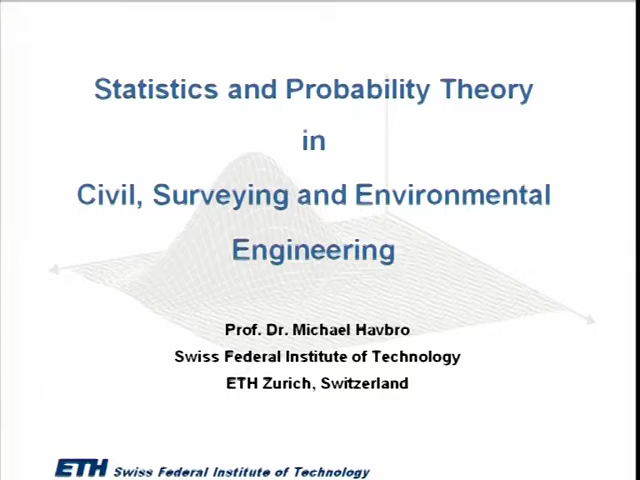 Statistics and Probability Theory
in
Civil, Surveying and Environmental
Engineering
Prof. Dr. Michael Havbro
Swiss Federal Institute of Technology
ETH Zurich, Switzerland
ETH Swiss Federal Institute of Technology